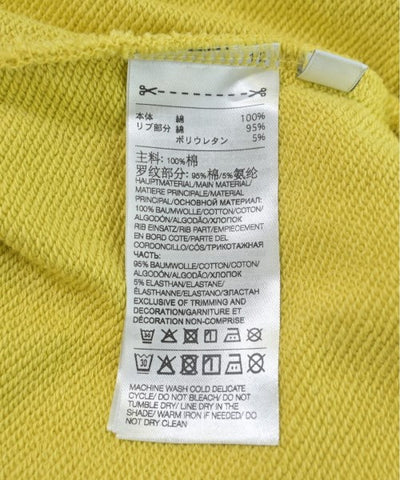 本体 綿 100%
リブ部分 綿 95%
ポリウレタン 5%
主料: 100%棉
罗纹部分: 95%棉/5%氨纶
HAUPTMATERIAL/MAIN MATERIAL/
MATIERE PRINCIPALE/MATERIAL
PRINCIPAL/ОСНОВНОЙ МАТЕРИАЛ:
100% BAUMWOLLE/COTTON/COTON/
ALGODÓN/ALGODÃO/ХЛОПОК
RIB EINSATZ/RIB PART/EMPIECEMENT
EN BORD COTE/PARTE DEL
CORDONCILLO/CÓS/ТРИКОТАЖНАЯ
ЧАСТЬ:
95% BAUMWOLLE/COTTON/COTON/
ALGODÓN/ALGODÃO/ХЛОПОК
5% ELASTHAN/ELASTANE/
ÉLASTHANNE/ELASTANO/ЭЛАСТАН
EXCLUSIVE OF TRIMMING AND
DECORATION/GARNITURE ET
DÉCORATION NON-COMPRISE
MACHINE WASH COLD DELICATE
CYCLE/ DO NOT BLEACH/ DO NOT
TUMBLE DRY/ LINE DRY IN THE
SHADE/ WARM IRON IF NEEDED/ DO
NOT DRYCLEAN